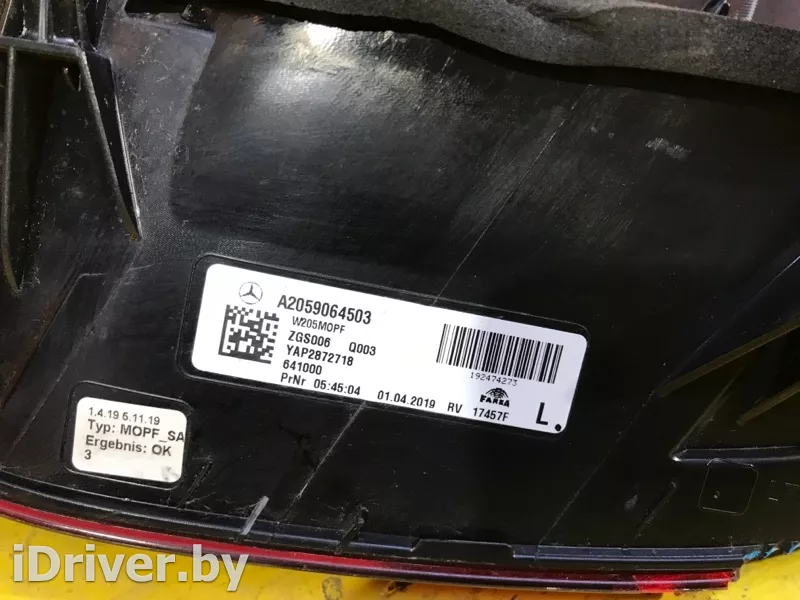 A2059064503
W205MOPF
ZGS006 Q003
YAP2872718
641000
PrNr 05:45:04 01.04.2019 RV 17457F
192474273
FARBA
L.
1.4.19 5.11.19
Typ: MOPF_SA
Ergebnis: OK
3
iDriver.by